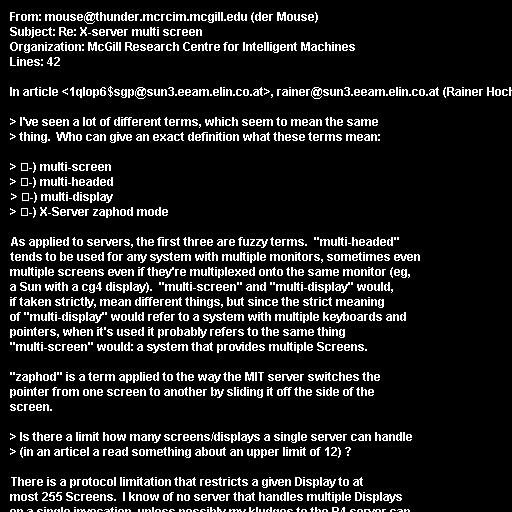 From: mouse@thunder.mcrcim.mcgill.edu (der Mouse)
Subject: Re: X-server multi screen
Organization: McGill Research Centre for Intelligent Machines
Lines: 42
In article <1qlop6$sgp@sun3.eeam.elin.co.at>, rainer@sun3.eeam.elin.co.at (Rainer Hoch
> I've seen a lot of different terms, which seem to mean the same
> thing.  Who can give an exact definition what these terms mean:
> -) multi-screen
> -) multi-headed
> -) multi-display
> -) X-Server zaphod mode
As applied to servers, the first three are fuzzy terms.  "multi-headed"
tends to be used for any system with multiple monitors, sometimes even
multiple screens even if they're multiplexed onto the same monitor (eg,
a Sun with a cg4 display).  "multi-screen" and "multi-display" would,
if taken strictly, mean different things, but since the strict meaning
of "multi-display" would refer to a system with multiple keyboards and
pointers, when it's used it probably refers to the same thing
"multi-screen" would: a system that provides multiple Screens.
"zaphod" is a term applied to the way the MIT server switches the
pointer from one screen to another by sliding it off the side of the
screen.
> Is there a limit how many screens/displays a single server can handle
> (in an articel a read something about an upper limit of 12) ?
There is a protocol limitation that restricts a given Display to at
most 255 Screens.  I know of no server that handles multiple Displays
on a single invocation, unless possibly my kludges to the R4 server can